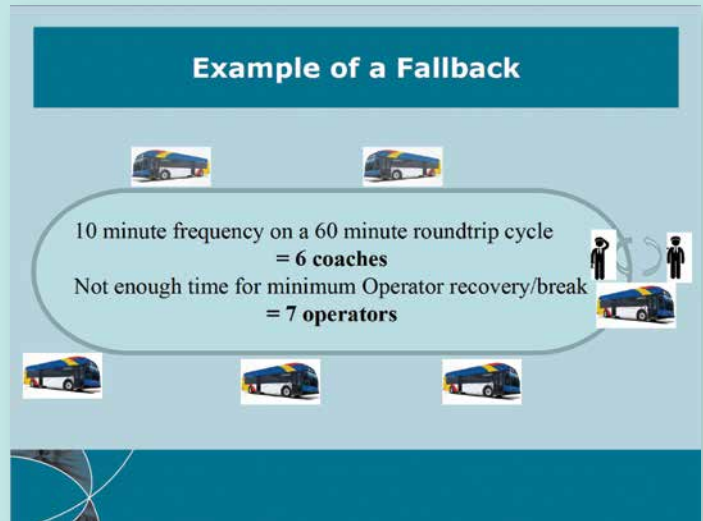 Example of a Fallback
10 minute frequency on a 60 minute roundtrip cycle
= 6 coaches
Not enough time for minimum Operator recovery/break
= 7 operators